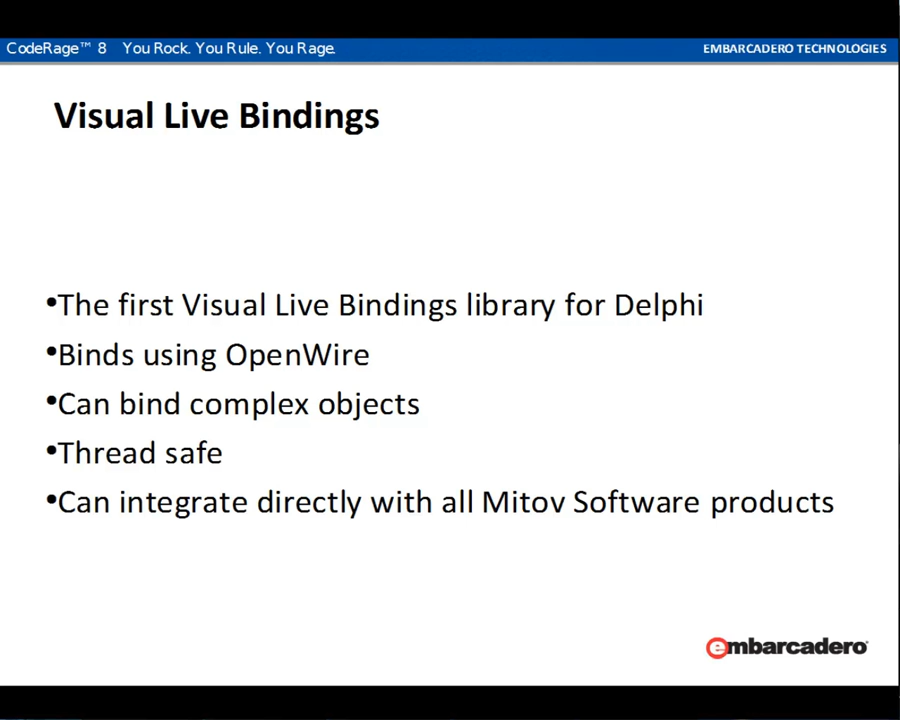 CodeRage™ 8 You Rock. You Rule. You Rage.
EMBARCADERO TECHNOLOGIES
Visual Live Bindings
•The first Visual Live Bindings library for Delphi
•Binds using OpenWire
•Can bind complex objects
•Thread safe
•Can integrate directly with all Mitov Software products
embarcadero